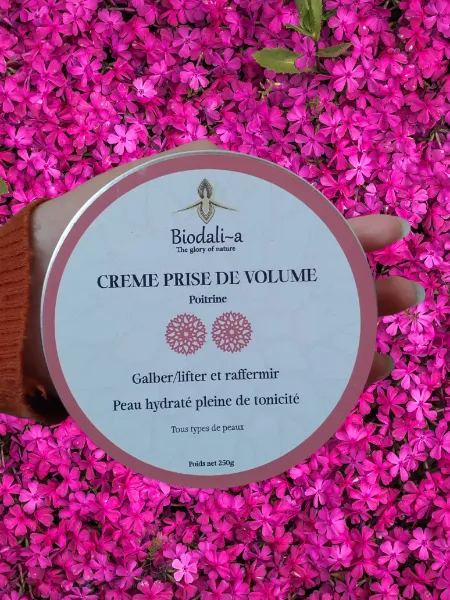 Biodali~a
The glory of nature
CREME PRISE DE VOLUME
Poitrine
Galber/lifter et raffermir
Peau hydraté pleine de tonicité
Tous types de peaux
Poids net 250g